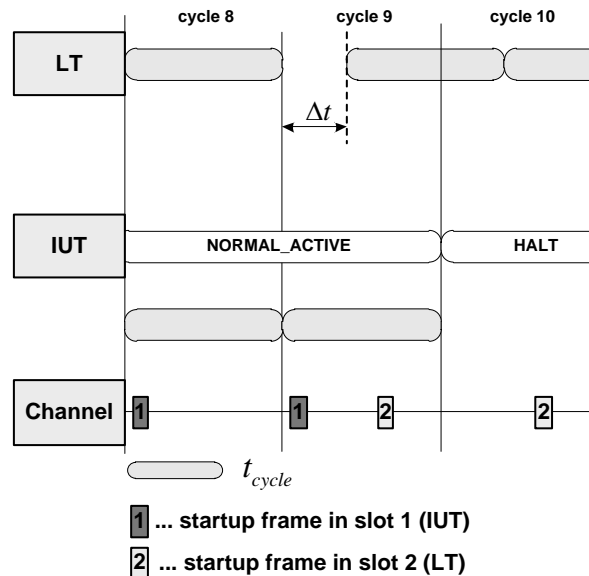 cycle 8 cycle 9 cycle 10
LT
Δt
IUT NORMAL_ACTIVE HALT
Channel 1 1 2 2
t_cycle
1 ... startup frame in slot 1 (IUT)
2 ... startup frame in slot 2 (LT)